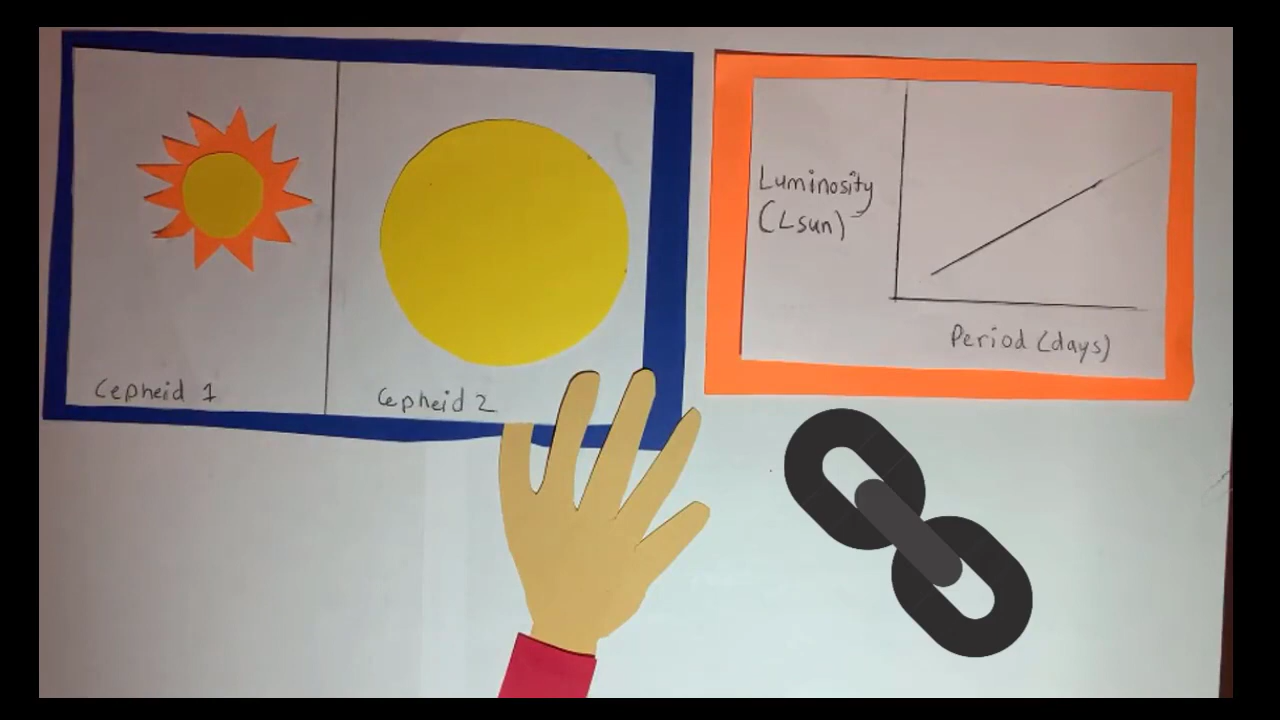 Cepheid 1
Cepheid 2
Luminosity
(Lsun)
Period (days)